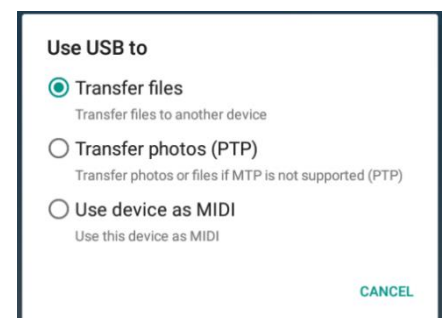 Use USB to
Transfer files
Transfer files to another device
Transfer photos (PTP)
Transfer photos or files if MTP is not supported (PTP)
Use device as MIDI
Use this device as MIDI
CANCEL